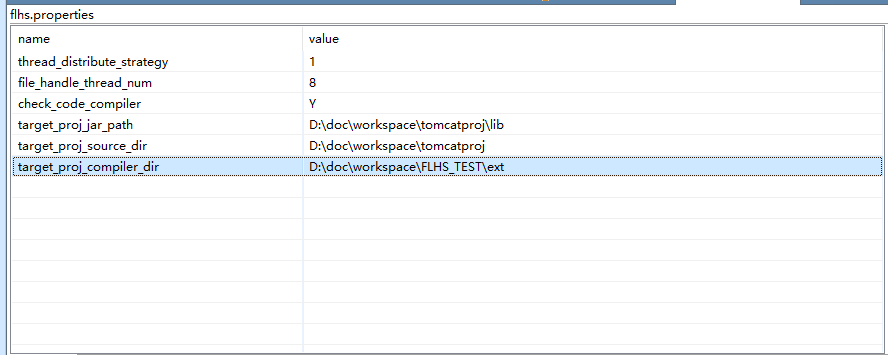 flhs.properties
name value
thread_distribute_strategy 1
file_handle_thread_num 8
check_code_compiler Y
target_proj_jar_path D:\doc\workspace\tomcatproj\lib
target_proj_source_dir D:\doc\workspace\tomcatproj
target_proj_compiler_dir D:\doc\workspace\FLHS_TEST\ext